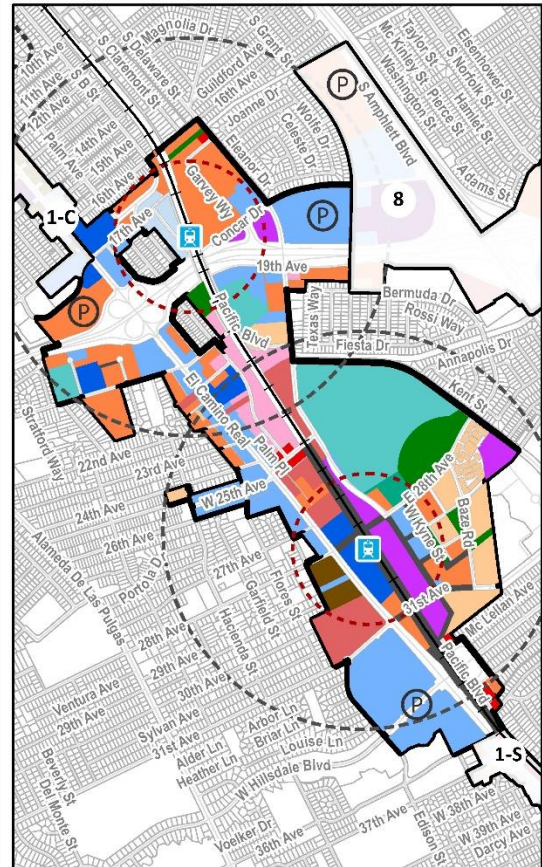 Magnolia Dr
10th Ave
11th Ave
12th Ave
S B St
S Delaware St
S Claremont St
S Grant St
Guildford Ave
16th Ave
Joanne Dr
Eleanor Dr
Wolfe Dr
Celeste Dr
Taylor St
Mc Kinley St
Pierce St
Washington St
Eisenhower St
S Norfolk St
Hamlet St
P
S Amphlett Blvd
Adams St
14th Ave
15th Ave
Palm Ave
16th Ave
1-C
17th Ave
Garvey Wy
Concar Dr
P
8
19th Ave
P
Pacific Blvd
Texas Way
Bermuda Dr
Rossi Way
Fiesta Dr
Annapolis Dr
Kent St
Stratford Way
El Camino Real
Palm Pl
22nd Ave
23rd Ave
24th Ave
W 25th Ave
26th Ave
E 28th Ave
Baze Rd
W Kyne St
Alameda De Las Pulgas
Portola D
27th Ave
Flores St
Garfield St
Hacienda St
28th Ave
29th Ave
30th Ave
31st Ave
Mc Lellan Ave
Pacific Blvd
Ventura Ave
29th Ave
Sylvan Ave
31st Ave
Alder Ln
Heather Ln
Arbor Ln
Briar Ln
Louise Ln
P
1-S
W Hillsdale Blvd
Beverly St
Del Monte St
Voelker Dr
36th Ave
37th Ave
Edison St
W 38th Ave
W 39th Ave
Darcy Ave